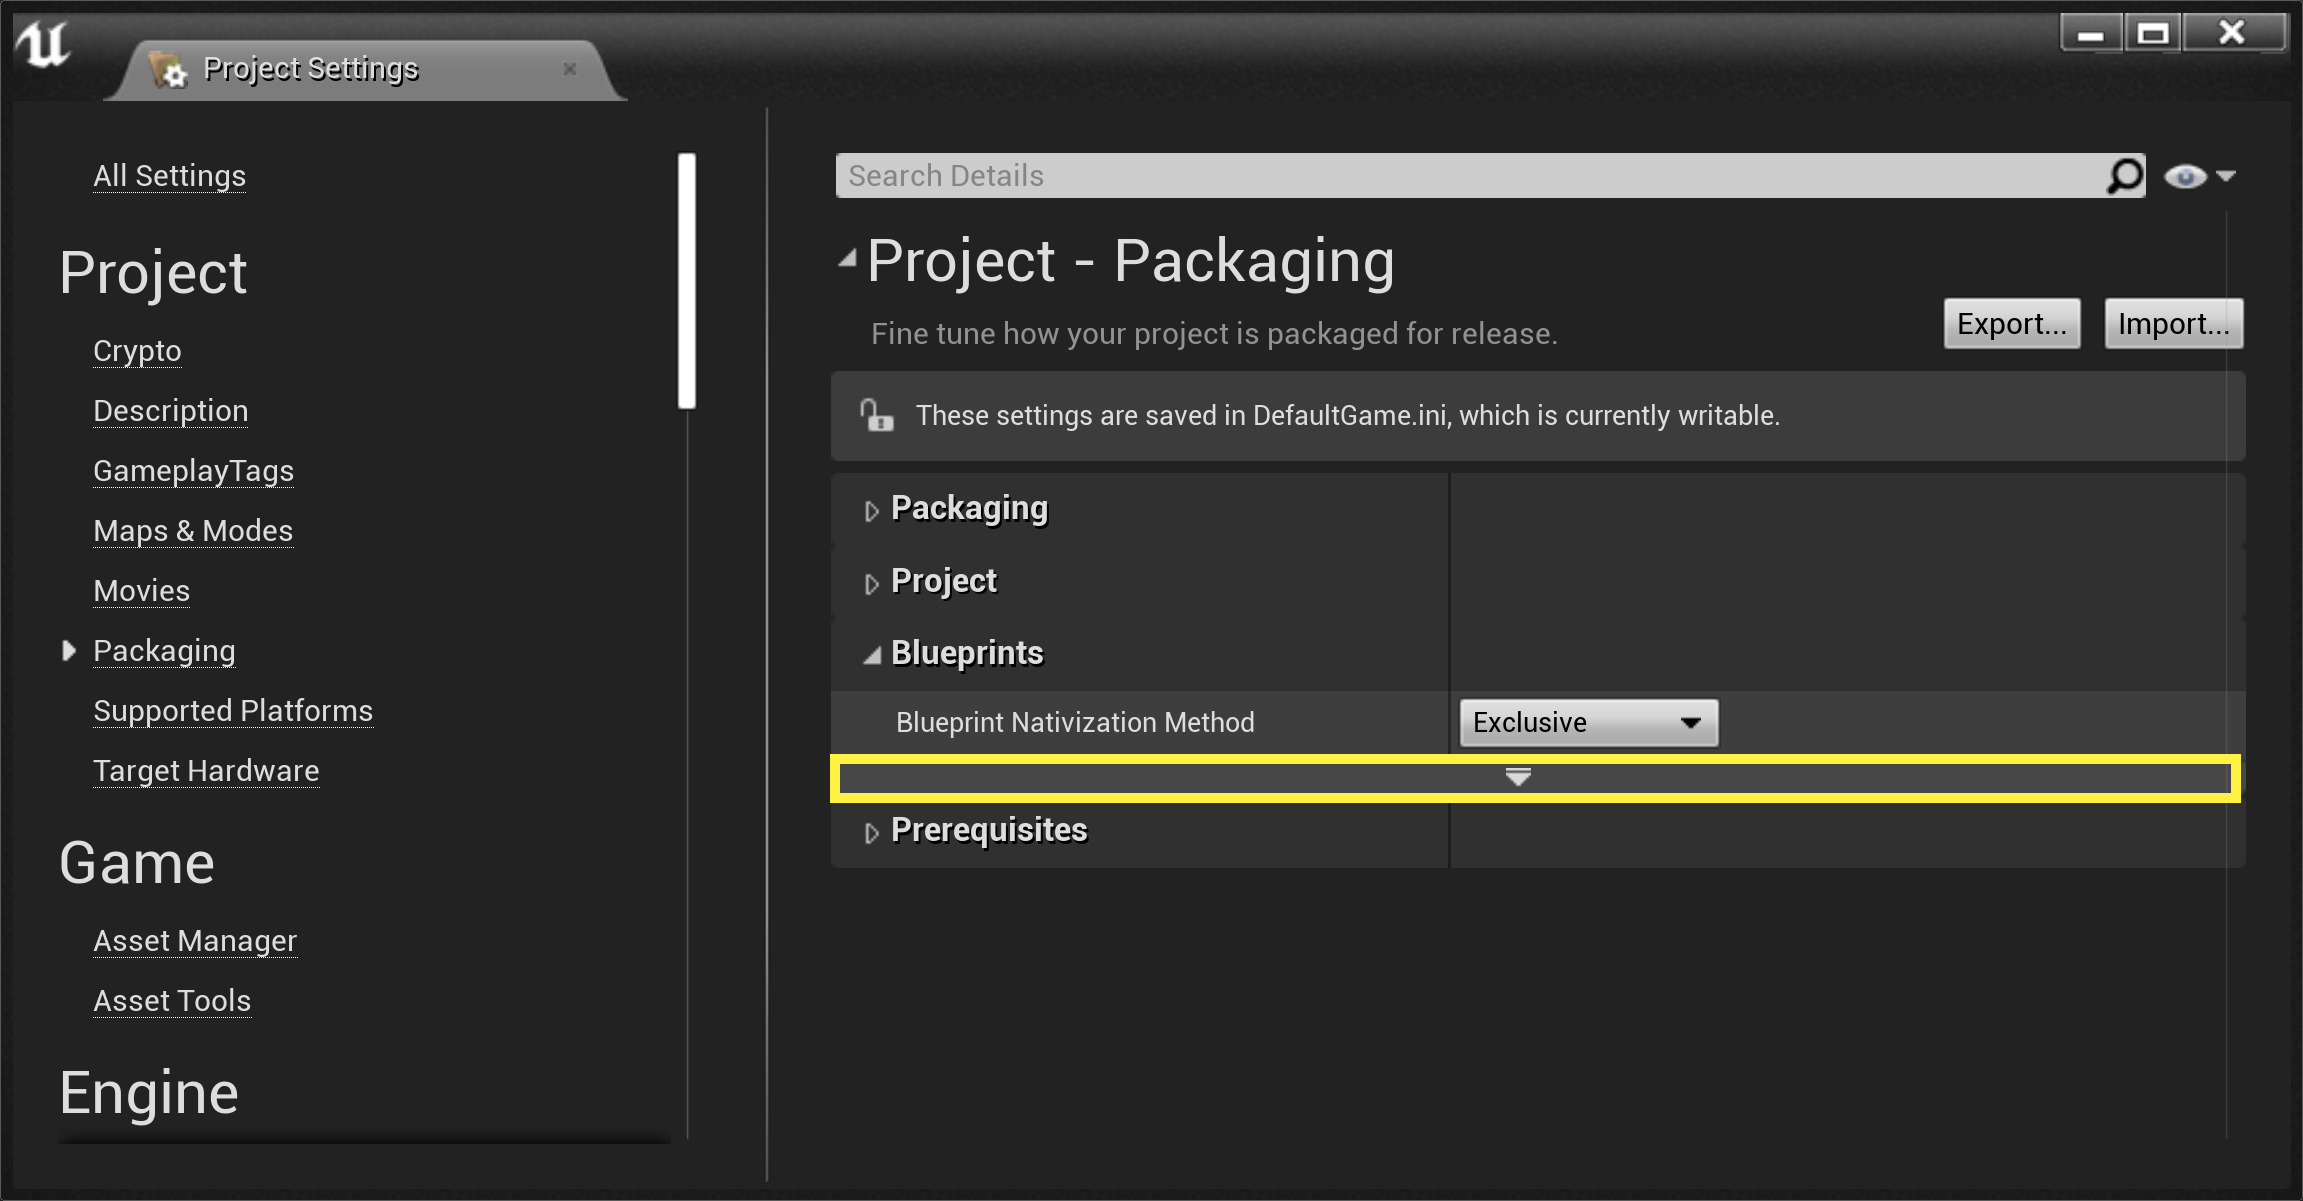 Project Settings
All Settings
Project
Crypto
Description
GameplayTags
Maps & Modes
Movies
Packaging
Supported Platforms
Target Hardware
Game
Asset Manager
Asset Tools
Engine
Search Details
Project - Packaging
Fine tune how your project is packaged for release.
Export...
Import...
These settings are saved in DefaultGame.ini, which is currently writable.
Packaging
Project
Blueprints
Blueprint Nativization Method
Exclusive
Prerequisites